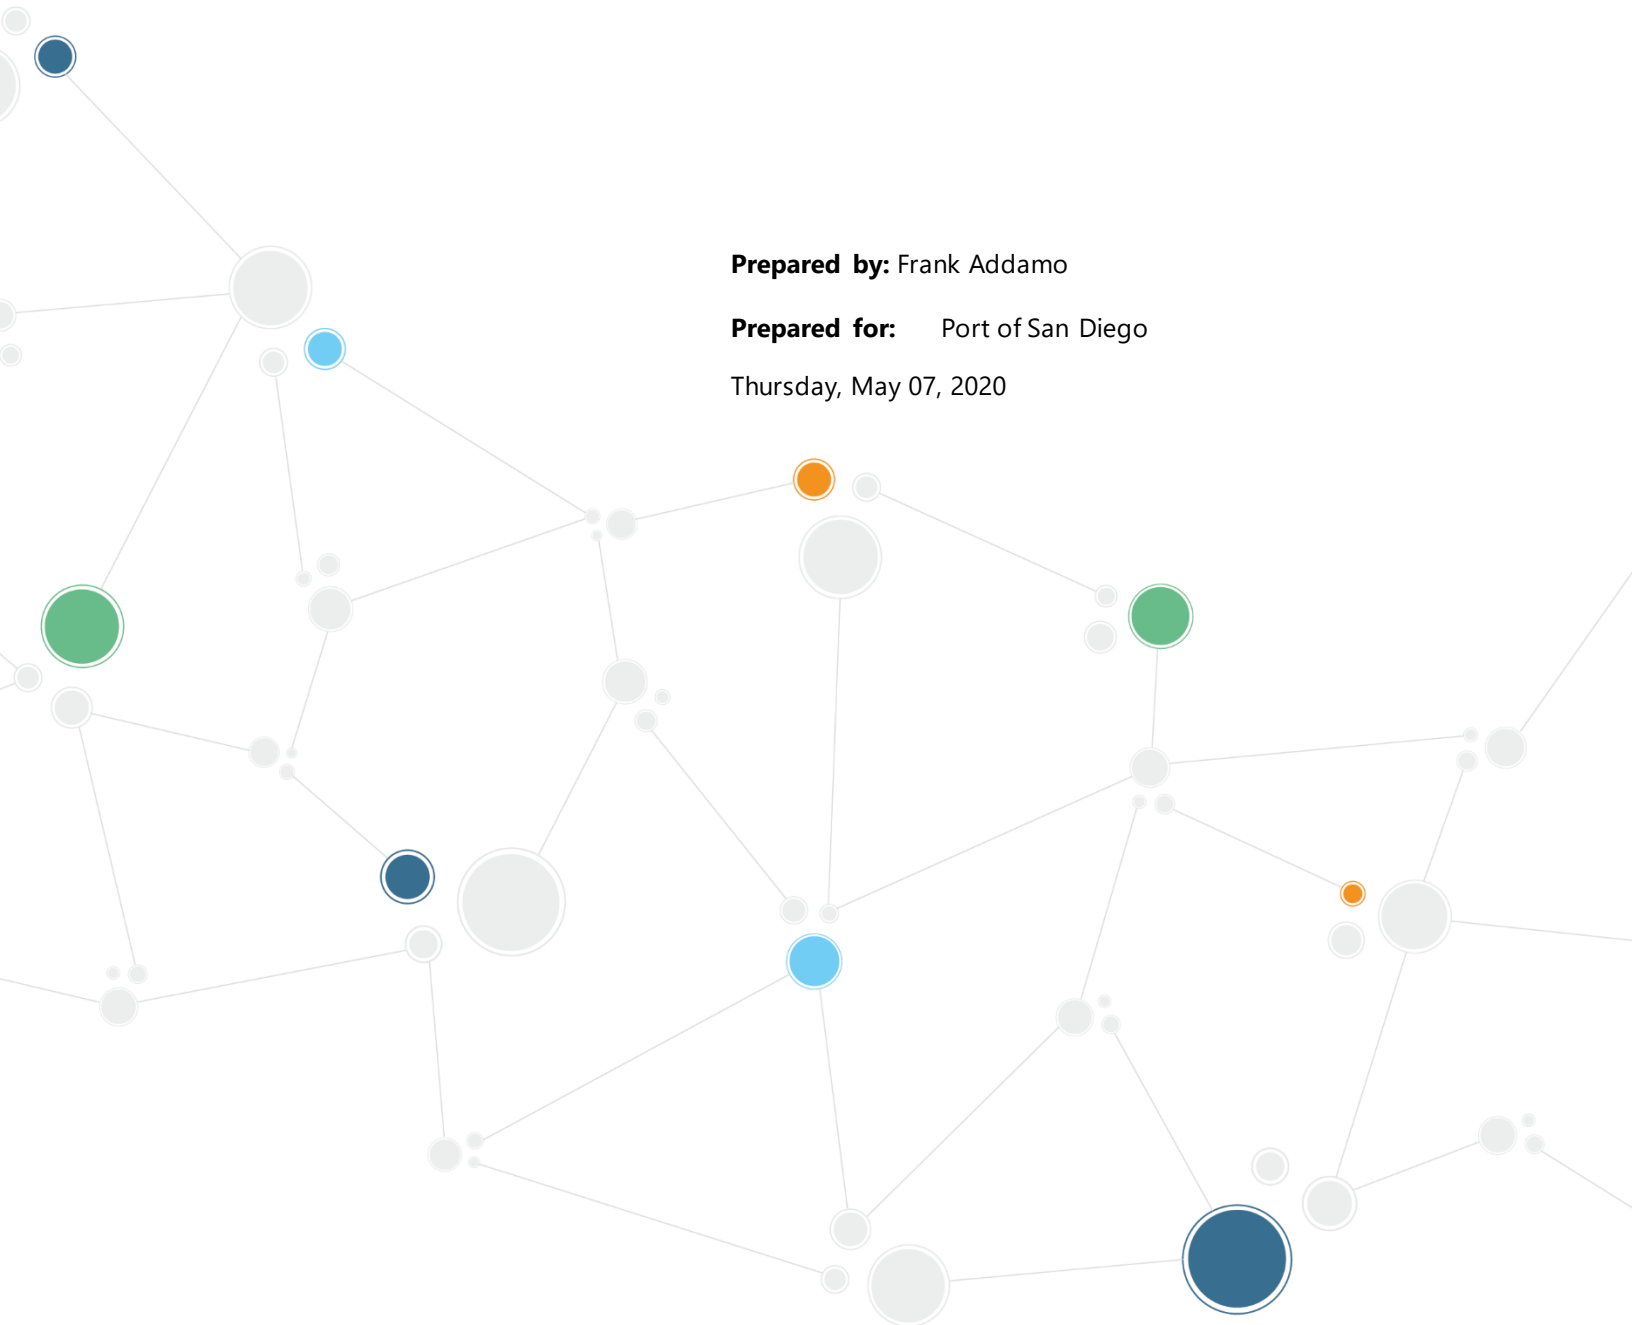 Prepared by: Frank Addamo
Prepared for: Port of San Diego
Thursday, May 07, 2020